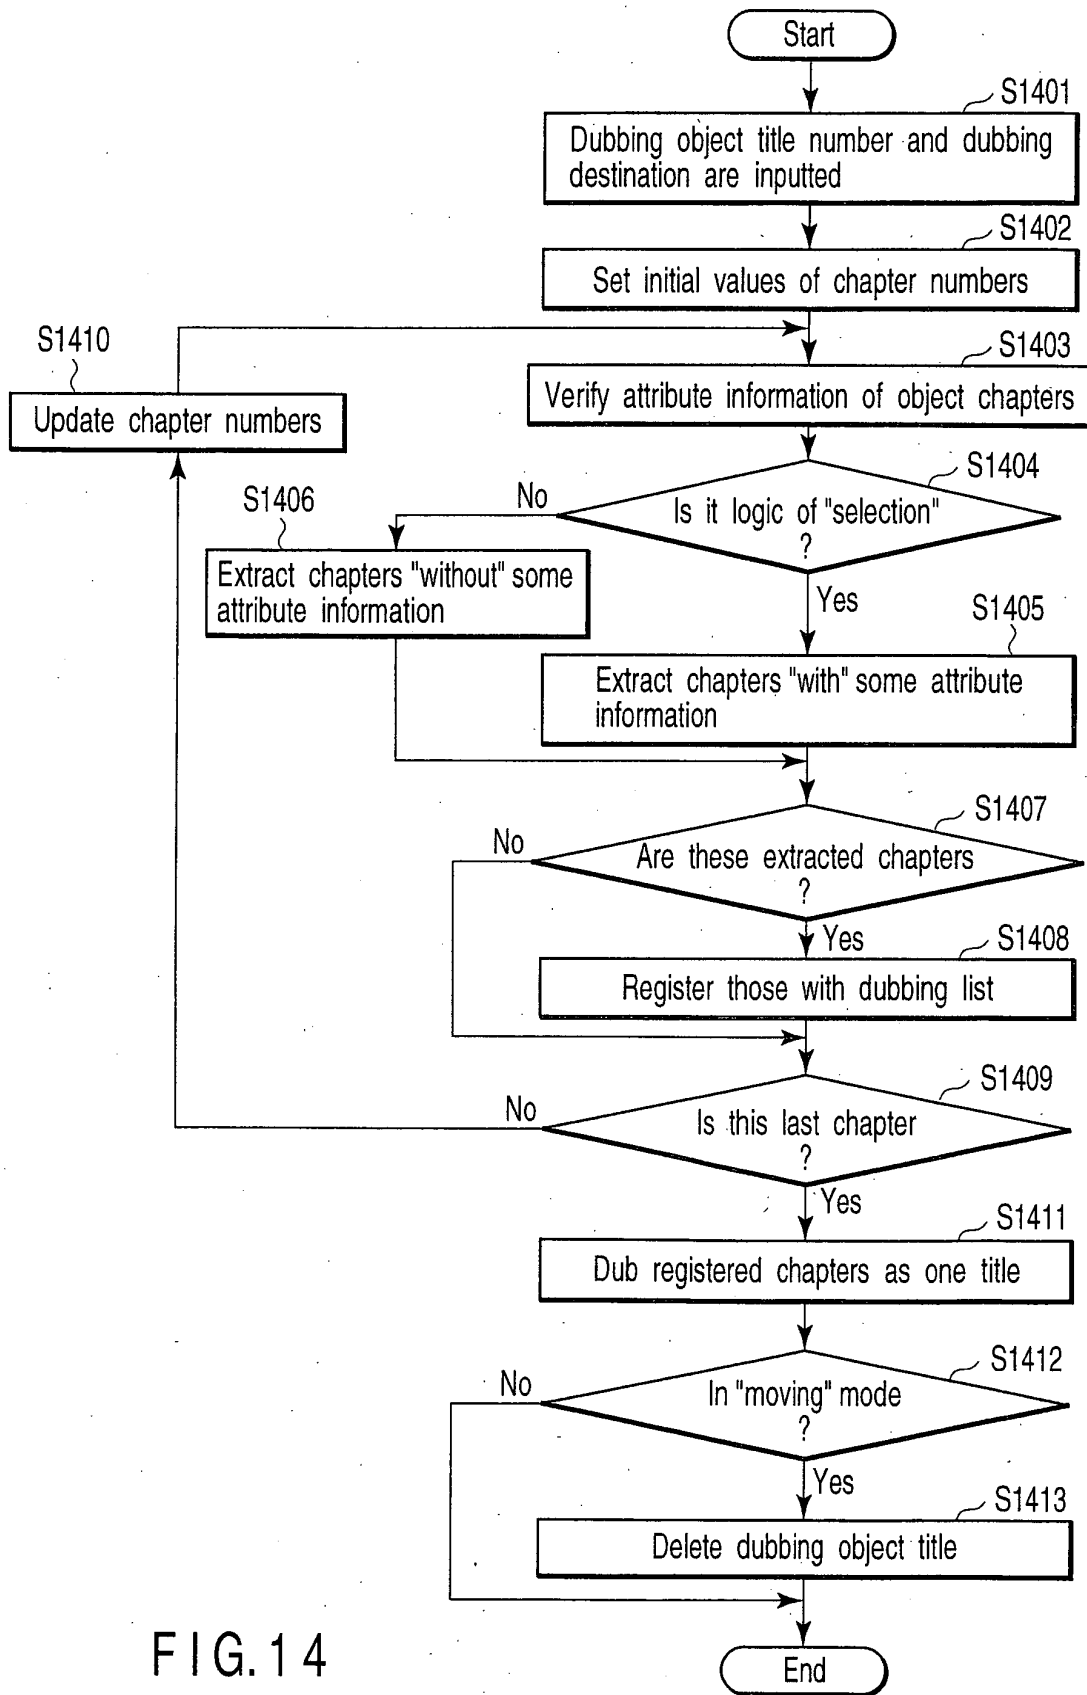 Start
S1401
Dubbing object title number and dubbing
destination are inputted
S1402
Set initial values of chapter numbers
S1410
Update chapter numbers
S1403
Verify attribute information of object chapters
S1404
Is it logic of "selection"
?
No
Yes
S1406
Extract chapters "without" some
attribute information
S1405
Extract chapters "with" some attribute
information
S1407
Are these extracted chapters
?
No
Yes
S1408
Register those with dubbing list
S1409
Is this last chapter
?
No
Yes
S1411
Dub registered chapters as one title
S1412
In "moving" mode
?
No
Yes
S1413
Delete dubbing object title
End
FIG.14